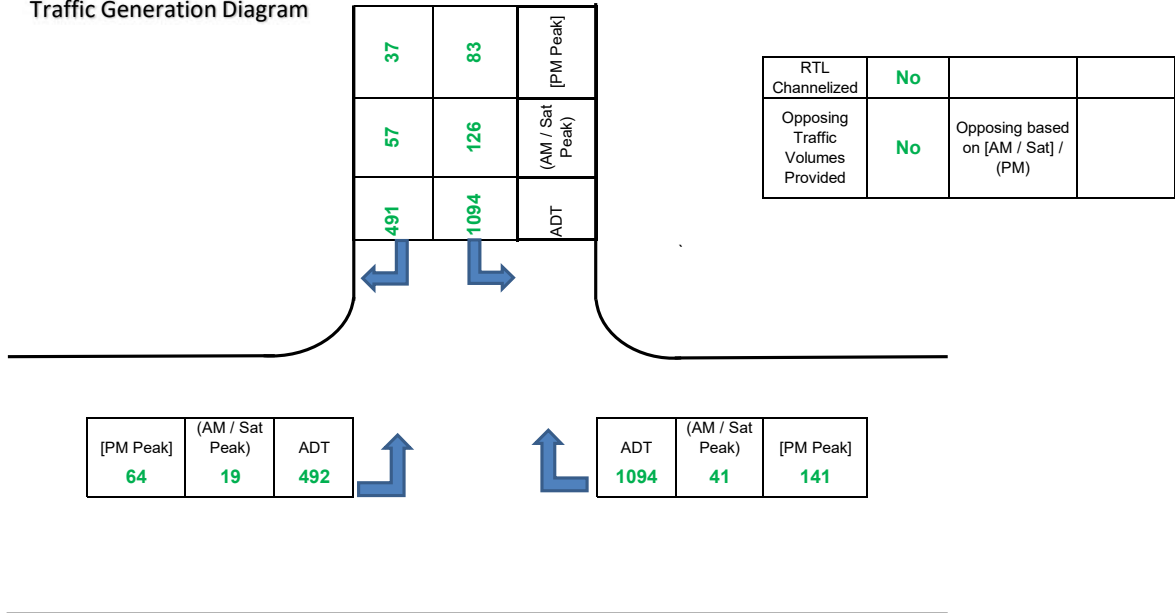 Traffic Generation Diagram
37
83
[PM Peak]
57
126
(AM / Sat
Peak)
491
1094
ADT
RTL
Channelized
No
Opposing
Traffic
Volumes
Provided
No
Opposing based
on [AM / Sat] /
(PM)
`
[PM Peak]
64
(AM / Sat
Peak)
19
ADT
492
ADT
1094
(AM / Sat
Peak)
41
[PM Peak]
141